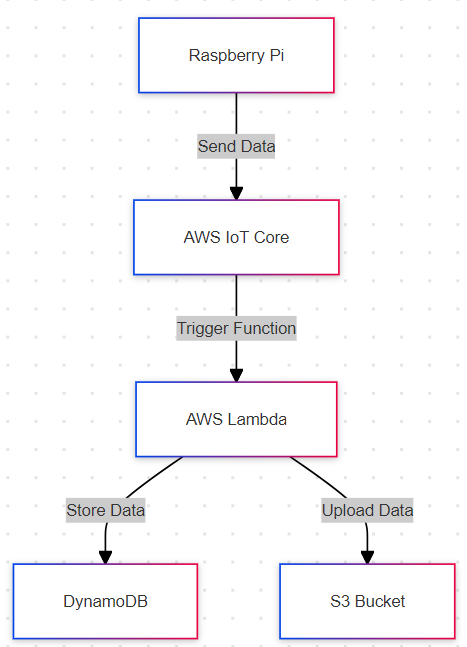 Raspberry Pi
Send Data
AWS IoT Core
Trigger Function
AWS Lambda
Store Data
Upload Data
DynamoDB
S3 Bucket